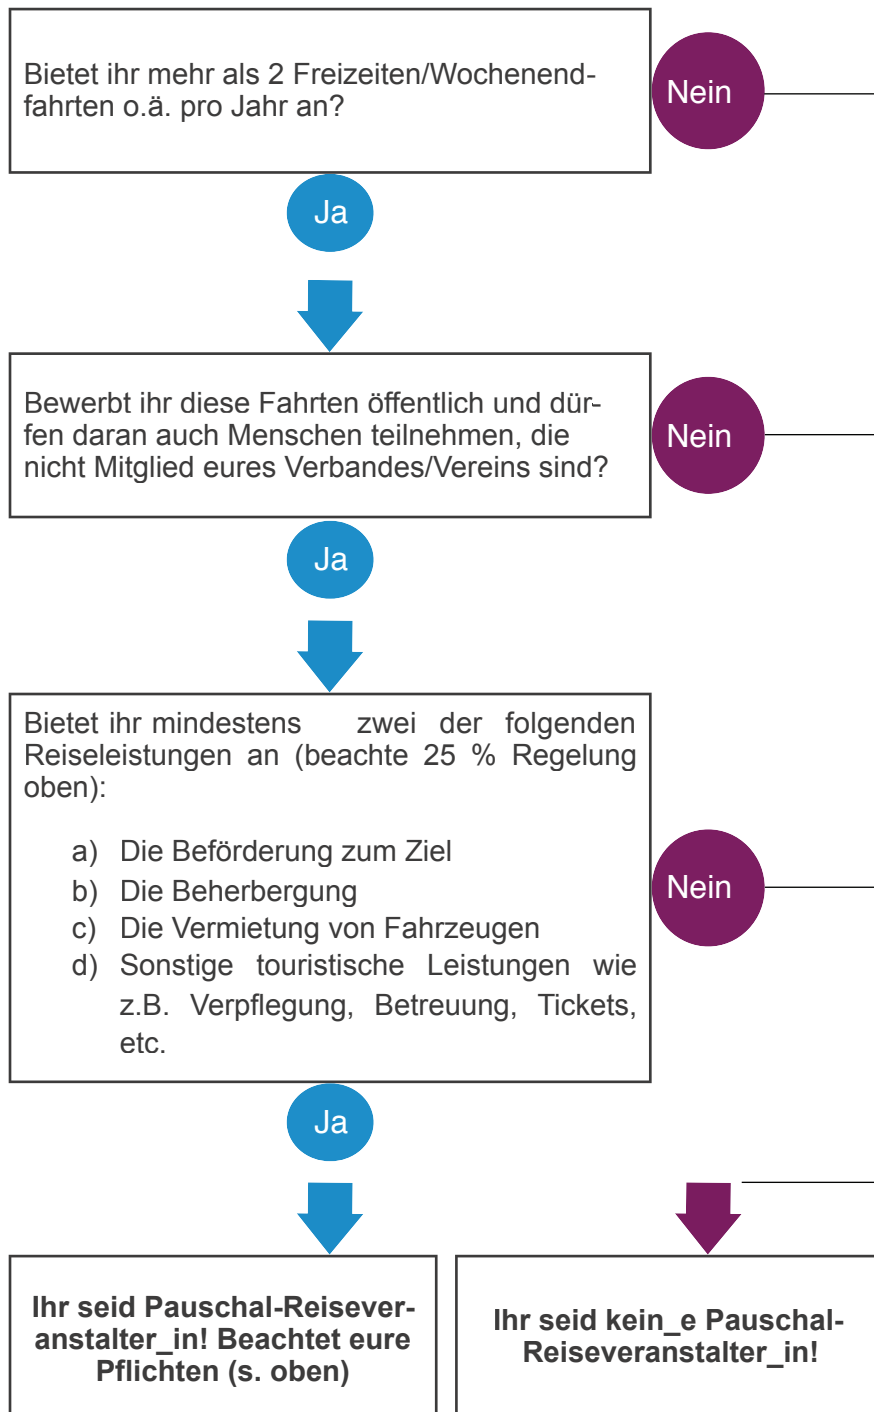 Bietet ihr mehr als 2 Freizeiten/Wochenend-
fahrten o.ä. pro Jahr an?
Nein
Ja
Bewerbt ihr diese Fahrten öffentlich und dür-
fen daran auch Menschen teilnehmen, die
nicht Mitglied eures Verbandes/Vereins sind?
Nein
Ja
Bietet ihr mindestens zwei der folgenden
Reiseleistungen an (beachte 25 % Regelung
oben):
a) Die Beförderung zum Ziel
b) Die Beherbergung
c) Die Vermietung von Fahrzeugen
d) Sonstige touristische Leistungen wie
z.B. Verpflegung, Betreuung, Tickets,
etc.
Nein
Ja
Ihr seid Pauschal-Reisever-
anstalter_in! Beachtet eure
Pflichten (s. oben)
Ihr seid kein_e Pauschal-
Reiseveranstalter_in!